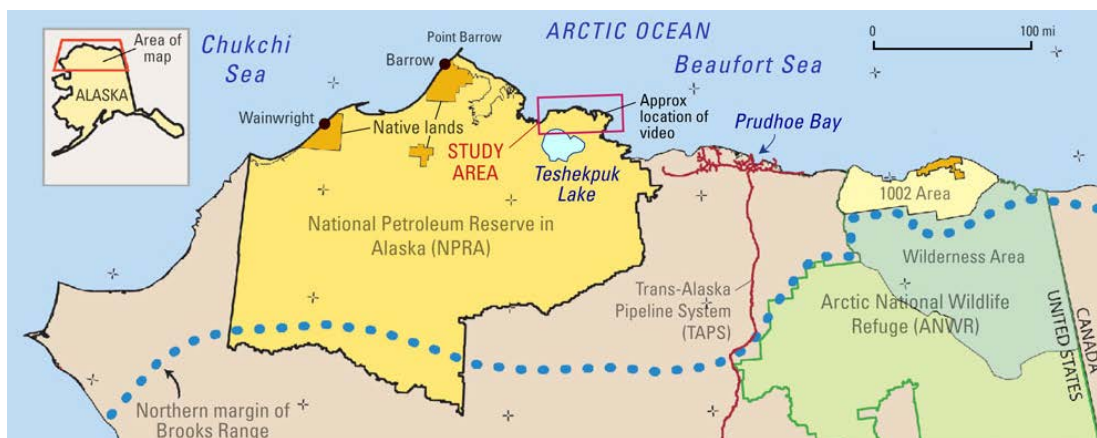 Area of map
ALASKA
Chukchi
Sea
Point Barrow
Barrow
ARCTIC OCEAN
Beaufort Sea
0
100 mi
Wainwright
Native lands
STUDY
AREA
Approx
location of
video
Teshekpuk
Lake
Prudhoe Bay
1002 Area
National Petroleum Reserve in
Alaska (NPRA)
Wilderness Area
Trans-Alaska
Pipeline System
(TAPS)
Arctic National Wildlife
Refuge (ANWR)
UNITED STATES
CANADA
Northern margin of
Brooks Range